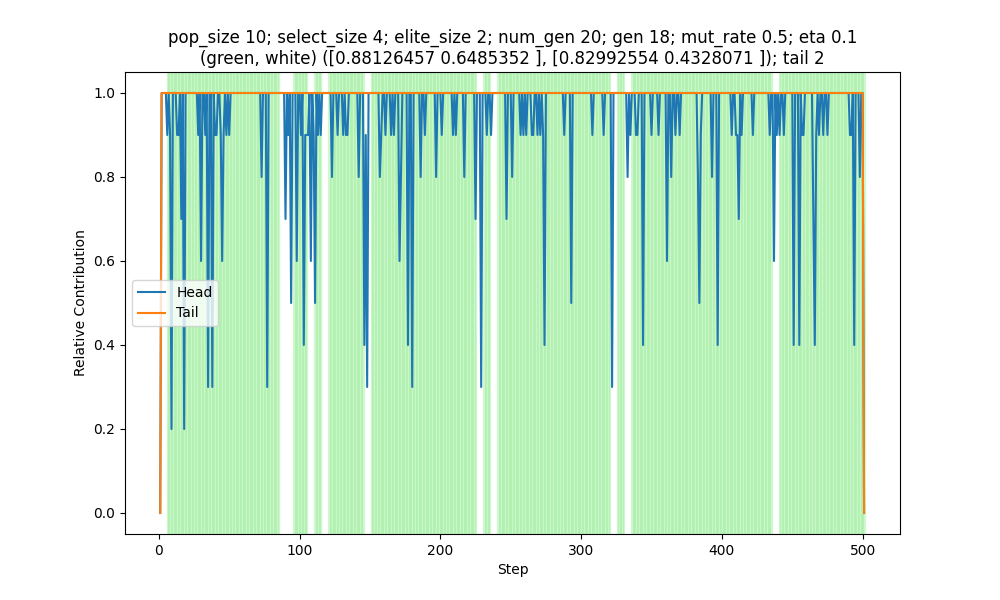 pop_size 10; select_size 4; elite_size 2; num_gen 20; gen 18; mut_rate 0.5; eta 0.1
(green, white) ([0.88126457 0.6485352 ], [0.82992554 0.4328071 ]); tail 2
1.0
0.8
0.6
0.4
0.2
0.0
Relative Contribution
Head
Tail
0
100
200
300
400
500
Step